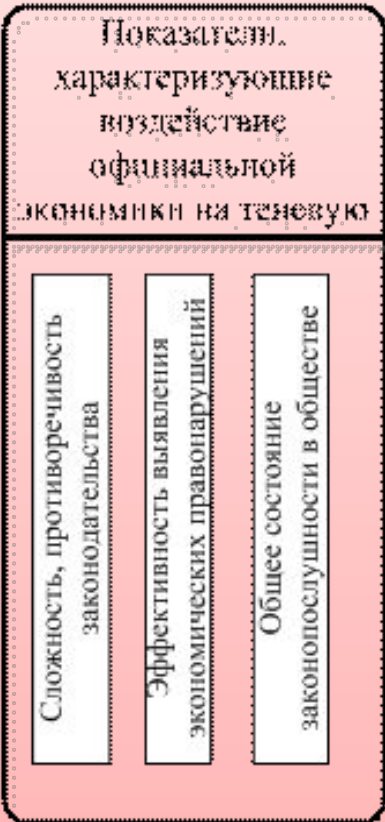 Показатели,
характеризующие
воздействие
официальной
экономики на теневую
Сложность, противоречивость
законодательства
Эффективность выявления
экономических правонарушений
Общее состояние
законопослушности в обществе